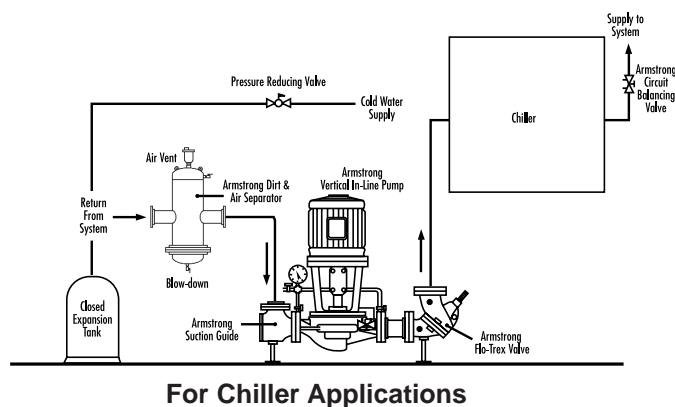 Supply to
System
Pressure Reducing Valve
Cold Water
Supply
Chiller
Armstrong
Circuit
Balancing
Valve
Air Vent
Armstrong Dirt &
Air Separator
Armstrong
Vertical In-Line Pump
Return
From
System
Blow-down
Closed
Expansion
Tank
Armstrong
Suction Guide
Armstrong
Flo-Trex Valve
For Chiller Applications